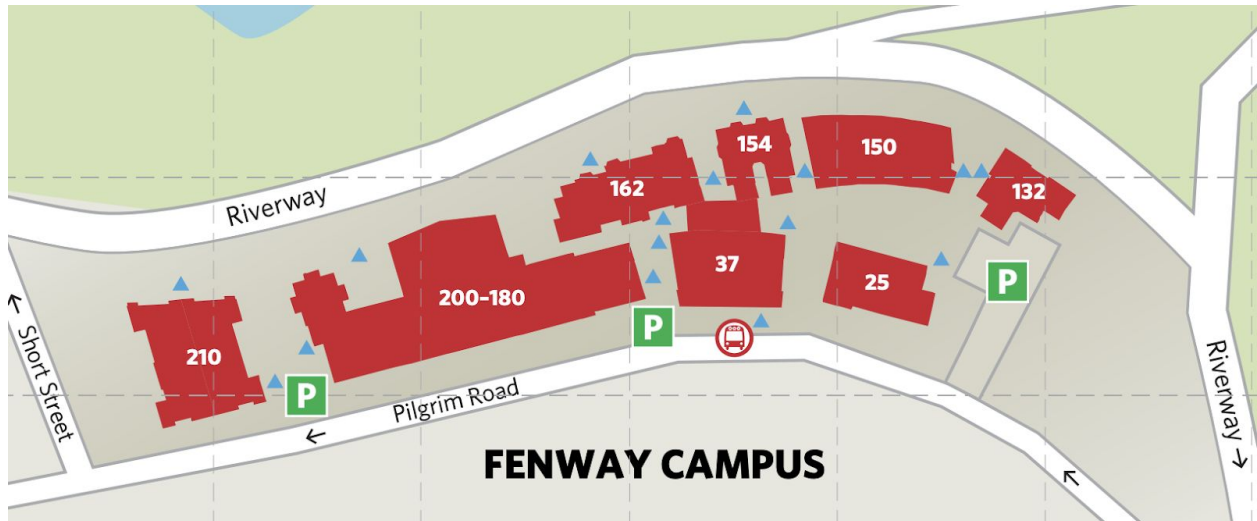 154
150
162
132
Riverway
37
25
P
200-180
P
210
P
Short Street
Pilgrim Road
Riverway
FENWAY CAMPUS